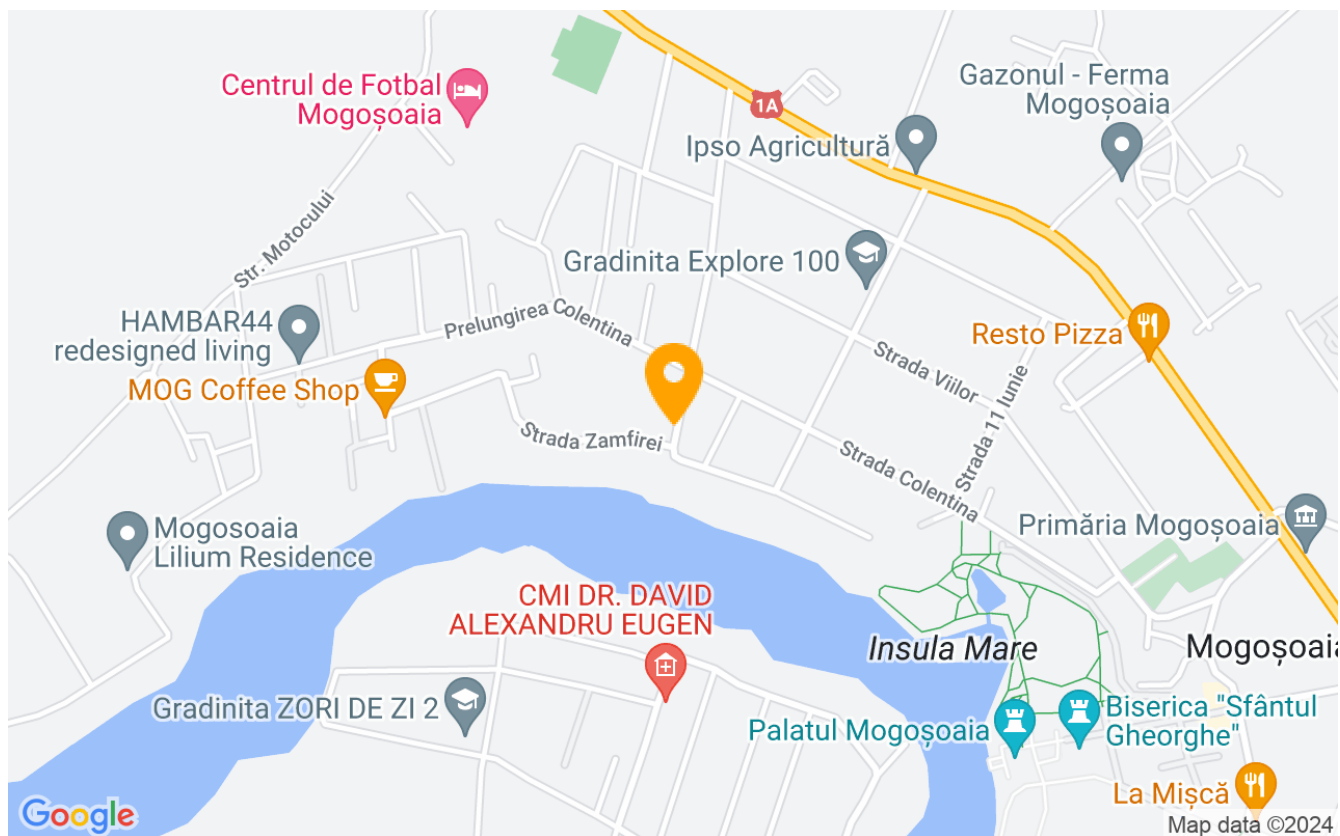 Centrul de Fotbal
Mogoșoaia
1A
Gazonul - Ferma
Mogoșoaia
Ipso Agricultură
Str. Motocului
Gradinita Explore 100
HAMBAR44
redesigned living
Prelungirea Colentina
Resto Pizza
MOG Coffee Shop
Strada Viilor
Strada 11 Iunie
Strada Zamfirei
Strada Colentina
Mogosoaia
Lilium Residence
Primăria Mogoșoaia
CMI DR. DAVID
ALEXANDRU EUGEN
Insula Mare
Mogoșoaia
Gradinita ZORI DE ZI 2
Palatul Mogoșoaia
Biserica "Sfântul
Gheorghe"
La Mișcă
Google
Map data ©2024